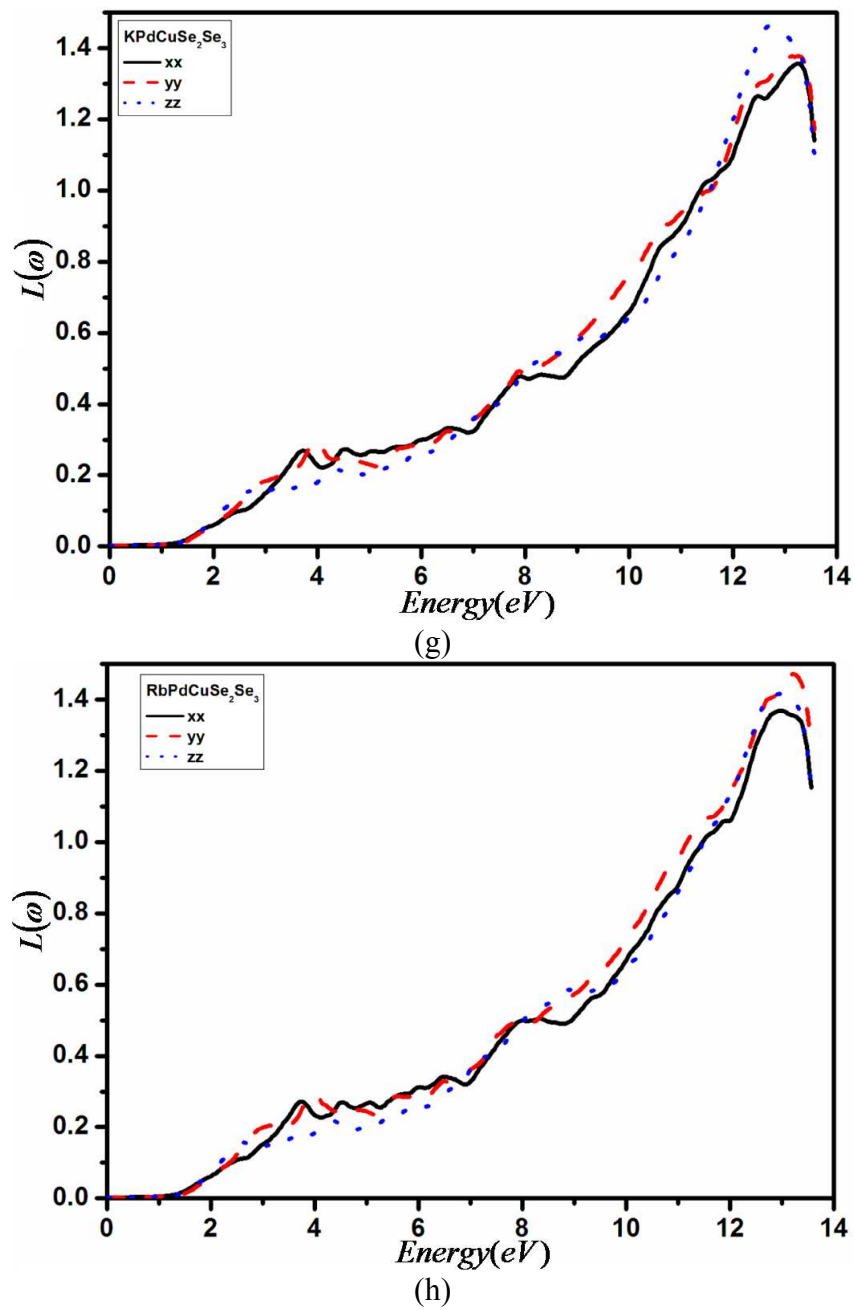 KPdCuSe₂Se₃
xx
yy
zz
1.4
1.2
1.0
0.8
0.6
0.4
0.2
0.0
L(ω)
0 2 4 6 8 10 12 14
Energy(eV)
(g)
RbPdCuSe₂Se₃
xx
yy
zz
1.4
1.2
1.0
0.8
0.6
0.4
0.2
0.0
L(ω)
0 2 4 6 8 10 12 14
Energy(eV)
(h)